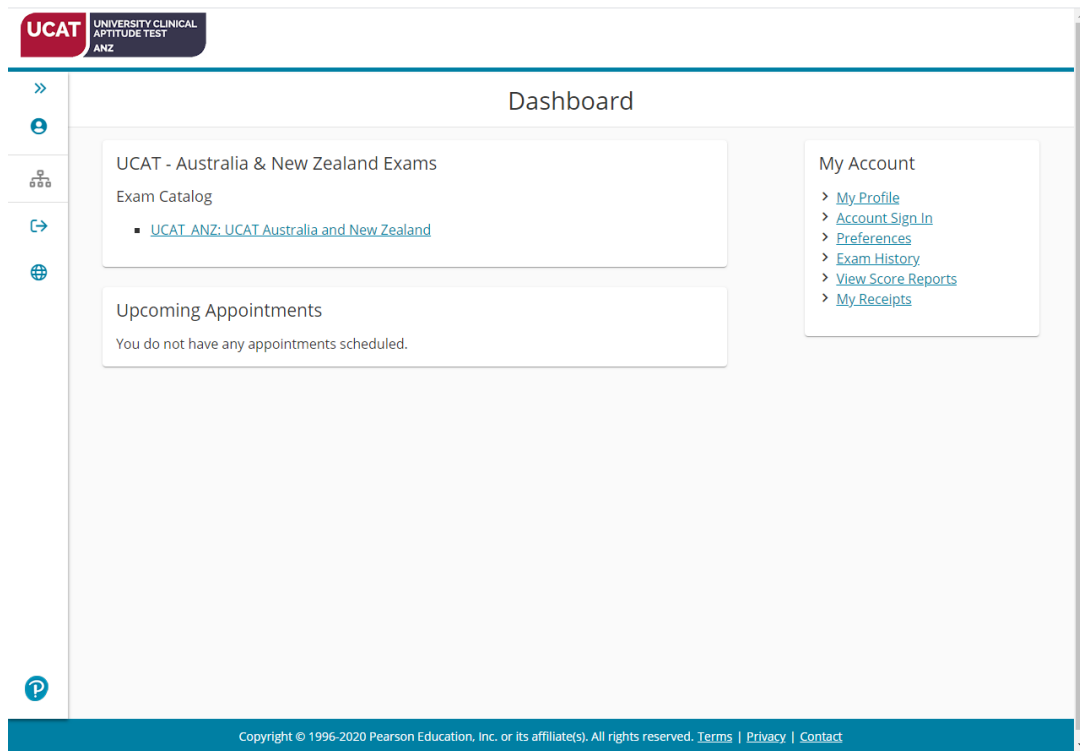 UCAT
UNIVERSITY CLINICAL
APTITUDE TEST
ANZ
Dashboard
UCAT - Australia & New Zealand Exams
Exam Catalog
UCAT_ANZ: UCAT Australia and New Zealand
Upcoming Appointments
You do not have any appointments scheduled.
My Account
My Profile
Account Sign In
Preferences
Exam History
View Score Reports
My Receipts
Copyright © 1996-2020 Pearson Education, Inc. or its affiliate(s). All rights reserved. Terms | Privacy | Contact